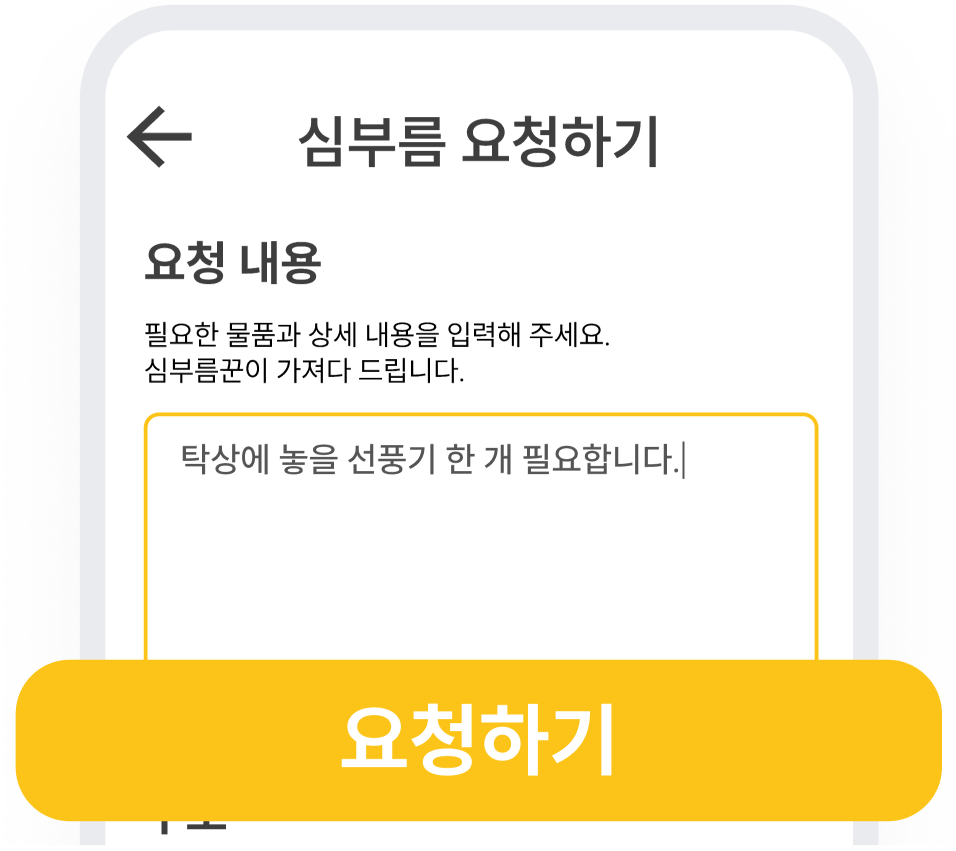 심부름 요청하기
요청 내용
필요한 물품과 상세 내용을 입력해 주세요.
심부름꾼이 가져다 드립니다.
탁상에 놓을 선풍기 한 개 필요합니다.
요청하기